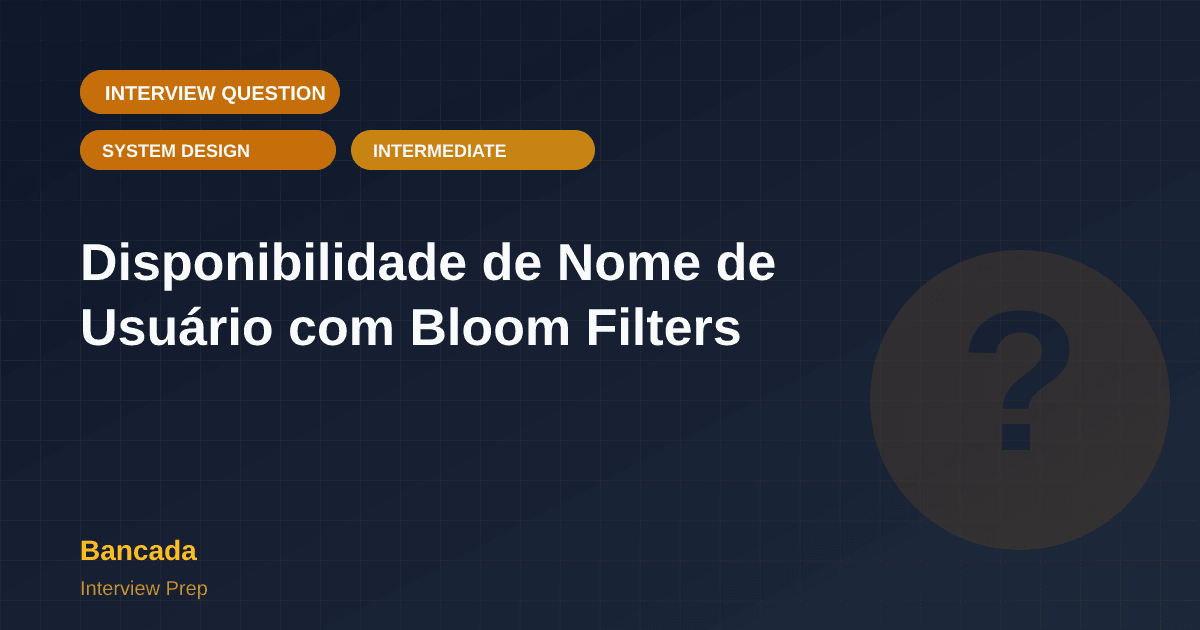 INTERVIEW QUESTION
SYSTEM DESIGN
INTERMEDIATE
Disponibilidade de Nome de
Usuário com Bloom Filters
?
Bancada
Interview Prep